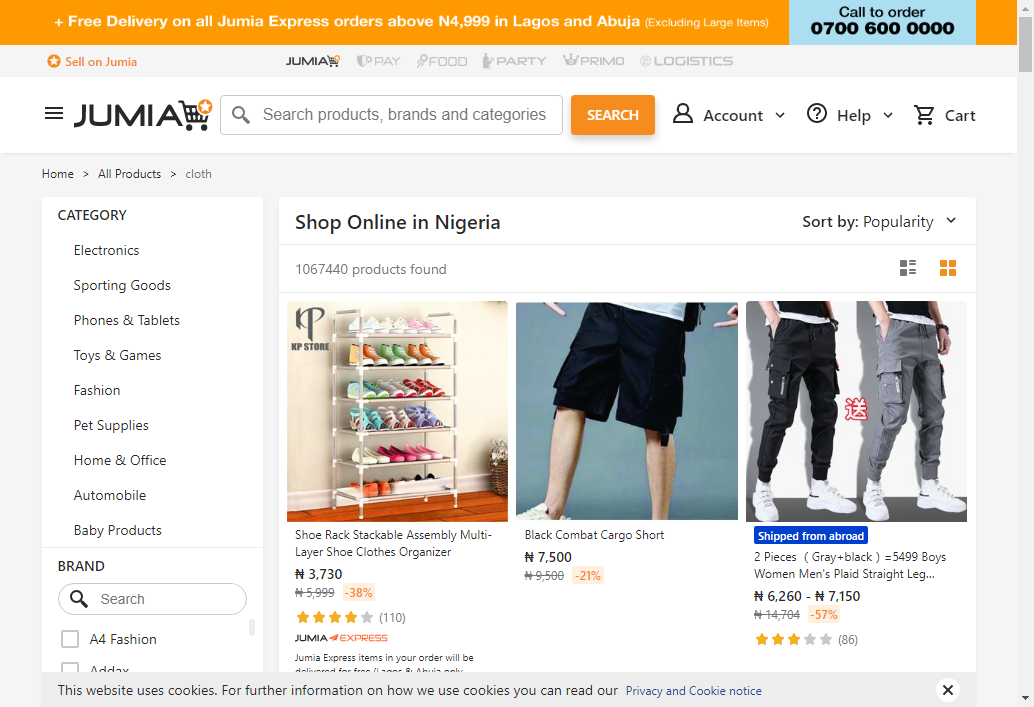 + Free Delivery on all Jumia Express orders above N4,999 in Lagos and Abuja (Excluding Large Items)
Call to order
0700 600 0000
Sell on Jumia
JUMIA
PAY
FOOD
PARTY
PRIMO
LOGISTICS
JUMIA
Search products, brands and categories
SEARCH
Account
Help
Cart
Home > All Products > cloth
CATEGORY
Electronics
Sporting Goods
Phones & Tablets
Toys & Games
Fashion
Pet Supplies
Home & Office
Automobile
Baby Products
BRAND
Search
A4 Fashion
Addax
Shop Online in Nigeria
Sort by: Popularity
1067440 products found
KP STORE
Shoe Rack Stackable Assembly Multi-
Layer Shoe Clothes Organizer
₦ 3,730
₦ 5,999 -38%
(110)
JUMIA EXPRESS
Jumia Express items in your order will be
delivered for free (Lagos & Abuja only
Black Combat Cargo Short
₦ 7,500
₦ 9,500 -21%
送
Shipped from abroad
2 Pieces （Gray+black）=5499 Boys
Women Men's Plaid Straight Leg...
₦ 6,260 - ₦ 7,150
₦ 14,704 -57%
(86)
This website uses cookies. For further information on how we use cookies you can read our Privacy and Cookie notice